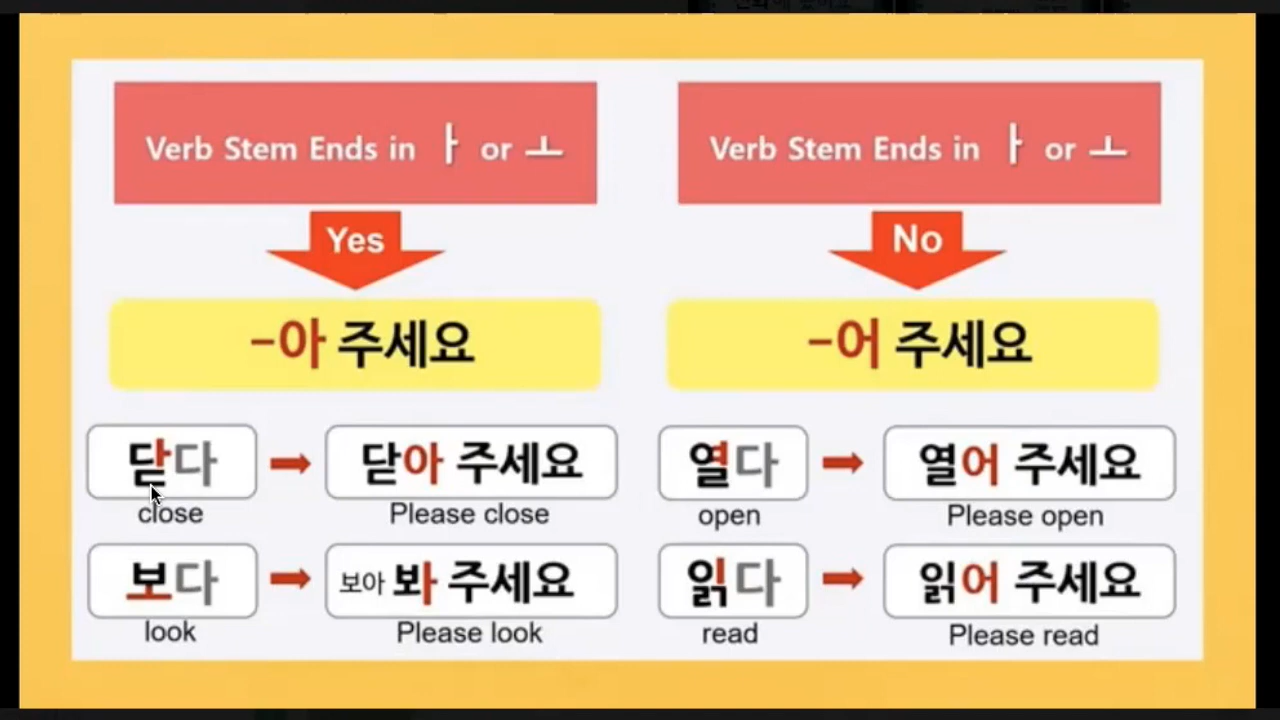 Verb Stem Ends in ㅏ or ㅗ
Yes
-아 주세요
닫다
닫아 주세요
close
Please close
보다
보아 봐 주세요
look
Please look
Verb Stem Ends in ㅏ or ㅗ
No
-어 주세요
열다
열어 주세요
open
Please open
읽다
읽어 주세요
read
Please read